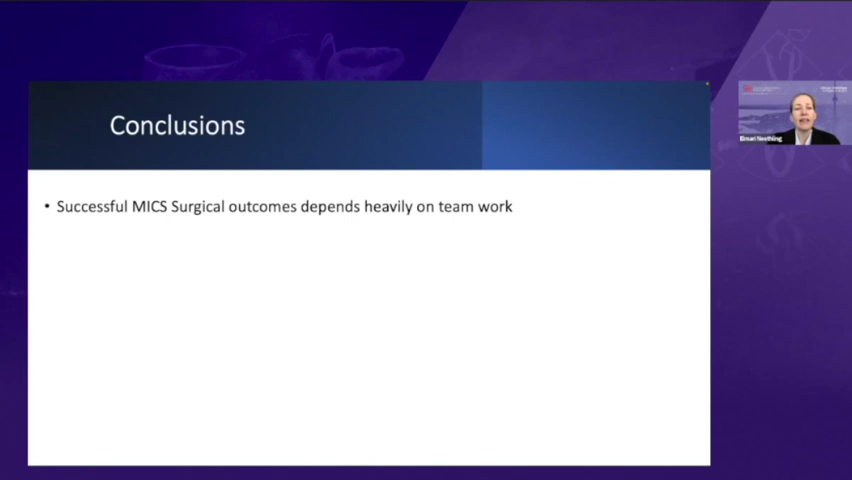 Conclusions
• Successful MICS Surgical outcomes depends heavily on team work